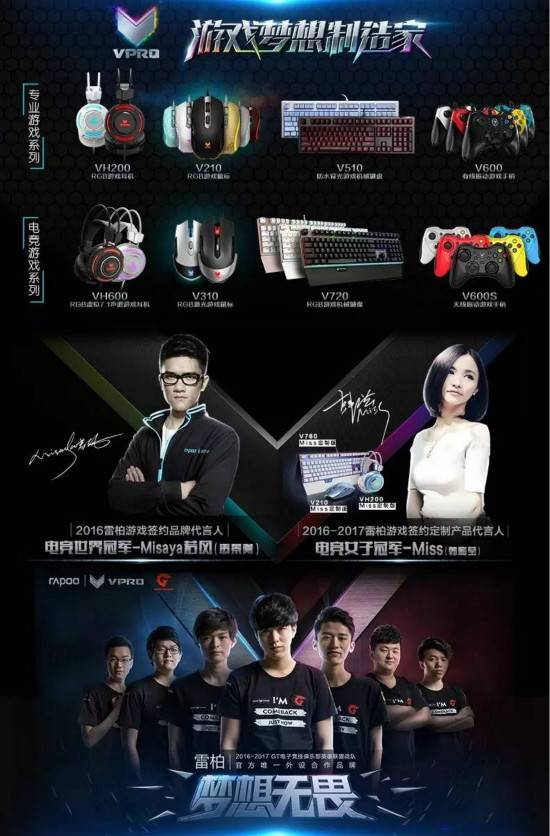 VPRO
游戏梦想制造家
专业游戏系列
VH200
RGB游戏耳机
V210
RGB游戏鼠标
V510
防水背光游戏机械键盘
V600
有线振动游戏手柄
电竞游戏系列
VH600
RGB虚拟7.1声道游戏耳机
V310
RGB激光游戏鼠标
V720
RGB游戏机械键盘
V600S
无线振动游戏手柄
Miss
V780
Miss定制版
V210
Miss定制版
VH200
Miss定制版
2016雷柏游戏签约品牌代言人
电竞世界冠军-Misaya若风
2016-2017雷柏游戏签约定制产品代言人
电竞女子冠军-Miss(韩懿莹)
rapoo
VPRO
I'M
COMEBACK
JUST NOW
雷柏
2016-2017 GT电子竞技俱乐部英雄联盟战队
官方唯一外设合作品牌
梦想无畏